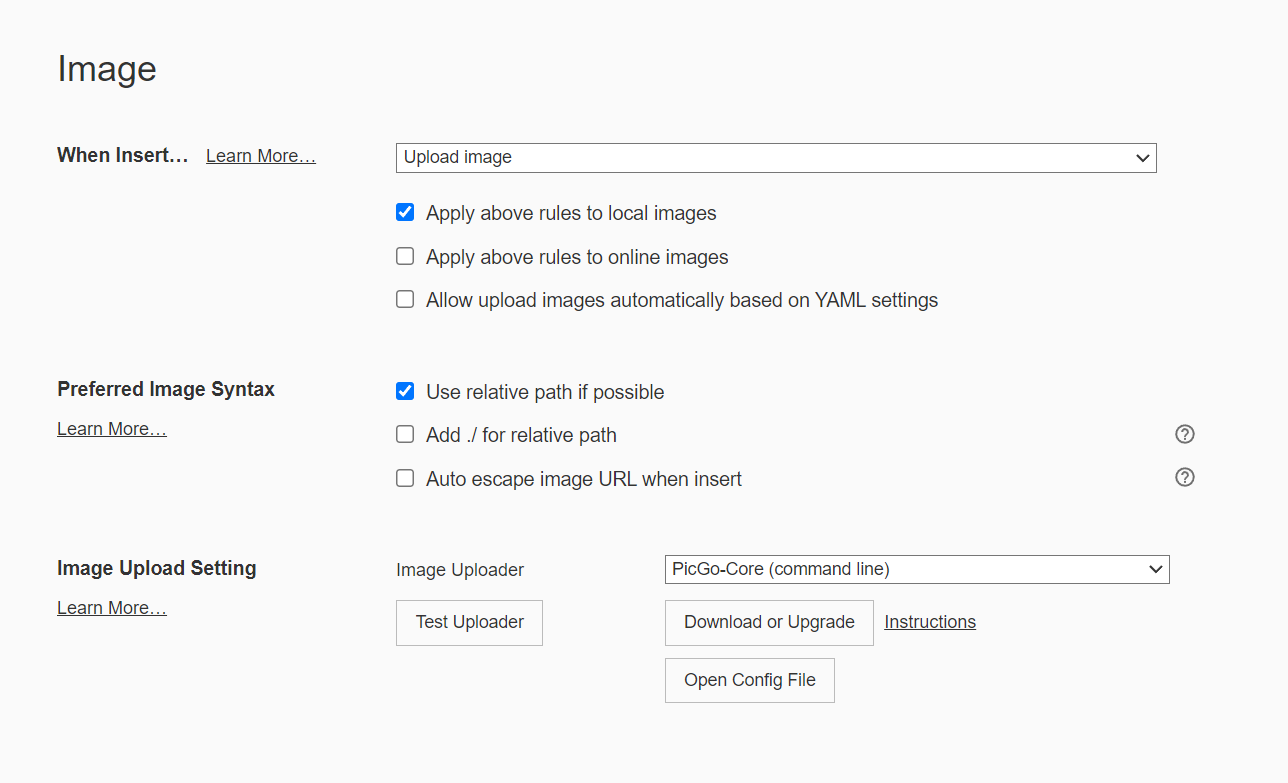 Image
When Insert… Learn More… Upload image
Apply above rules to local images
Apply above rules to online images
Allow upload images automatically based on YAML settings
Preferred Image Syntax
Use relative path if possible
Learn More…
Add ./ for relative path ?
Auto escape image URL when insert ?
Image Upload Setting
Image Uploader PicGo-Core (command line)
Learn More…
Test Uploader Download or Upgrade Instructions
Open Config File